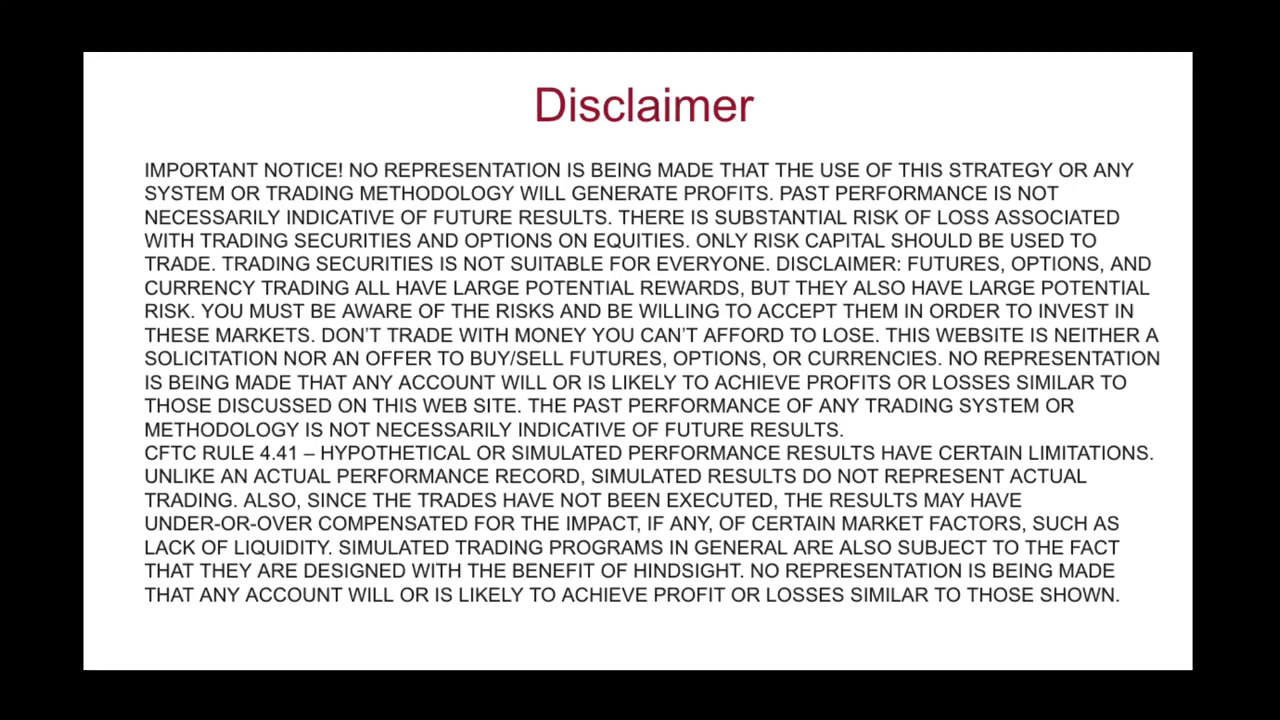 Disclaimer
IMPORTANT NOTICE! NO REPRESENTATION IS BEING MADE THAT THE USE OF THIS STRATEGY OR ANY
SYSTEM OR TRADING METHODOLOGY WILL GENERATE PROFITS. PAST PERFORMANCE IS NOT
NECESSARILY INDICATIVE OF FUTURE RESULTS. THERE IS SUBSTANTIAL RISK OF LOSS ASSOCIATED
WITH TRADING SECURITIES AND OPTIONS ON EQUITIES. ONLY RISK CAPITAL SHOULD BE USED TO
TRADE. TRADING SECURITIES IS NOT SUITABLE FOR EVERYONE. DISCLAIMER: FUTURES, OPTIONS, AND
CURRENCY TRADING ALL HAVE LARGE POTENTIAL REWARDS, BUT THEY ALSO HAVE LARGE POTENTIAL
RISK. YOU MUST BE AWARE OF THE RISKS AND BE WILLING TO ACCEPT THEM IN ORDER TO INVEST IN
THESE MARKETS. DON’T TRADE WITH MONEY YOU CAN’T AFFORD TO LOSE. THIS WEBSITE IS NEITHER A
SOLICITATION NOR AN OFFER TO BUY/SELL FUTURES, OPTIONS, OR CURRENCIES. NO REPRESENTATION
IS BEING MADE THAT ANY ACCOUNT WILL OR IS LIKELY TO ACHIEVE PROFITS OR LOSSES SIMILAR TO
THOSE DISCUSSED ON THIS WEB SITE. THE PAST PERFORMANCE OF ANY TRADING SYSTEM OR
METHODOLOGY IS NOT NECESSARILY INDICATIVE OF FUTURE RESULTS.
CFTC RULE 4.41 – HYPOTHETICAL OR SIMULATED PERFORMANCE RESULTS HAVE CERTAIN LIMITATIONS.
UNLIKE AN ACTUAL PERFORMANCE RECORD, SIMULATED RESULTS DO NOT REPRESENT ACTUAL
TRADING. ALSO, SINCE THE TRADES HAVE NOT BEEN EXECUTED, THE RESULTS MAY HAVE
UNDER-OR-OVER COMPENSATED FOR THE IMPACT, IF ANY, OF CERTAIN MARKET FACTORS, SUCH AS
LACK OF LIQUIDITY. SIMULATED TRADING PROGRAMS IN GENERAL ARE ALSO SUBJECT TO THE FACT
THAT THEY ARE DESIGNED WITH THE BENEFIT OF HINDSIGHT. NO REPRESENTATION IS BEING MADE
THAT ANY ACCOUNT WILL OR IS LIKELY TO ACHIEVE PROFIT OR LOSSES SIMILAR TO THOSE SHOWN.